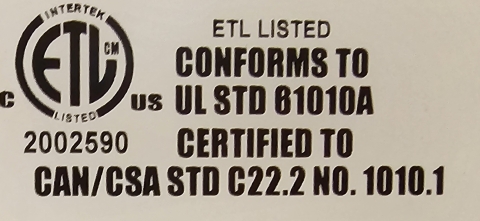 INTERTEK
ETL CM
LISTED
C US
2002590
ETL LISTED
CONFORMS TO
UL STD 61010A
CERTIFIED TO
CAN/CSA STD C22.2 NO. 1010.1